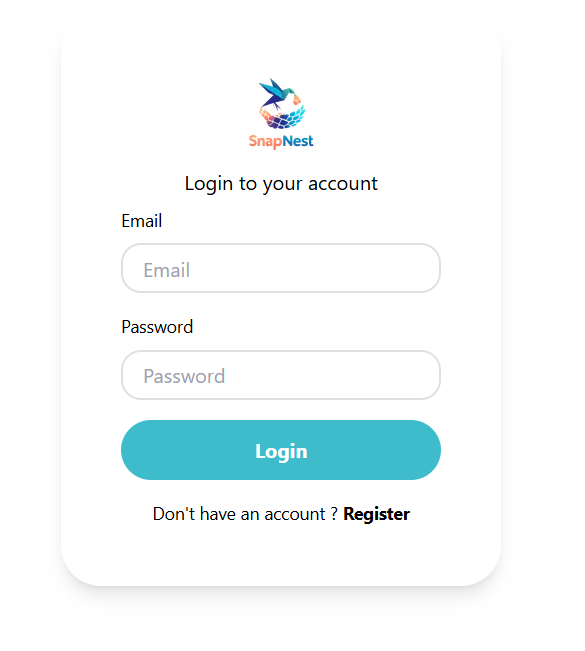 SnapNest
Login to your account
Email
Email
Password
Password
Login
Don't have an account ? Register